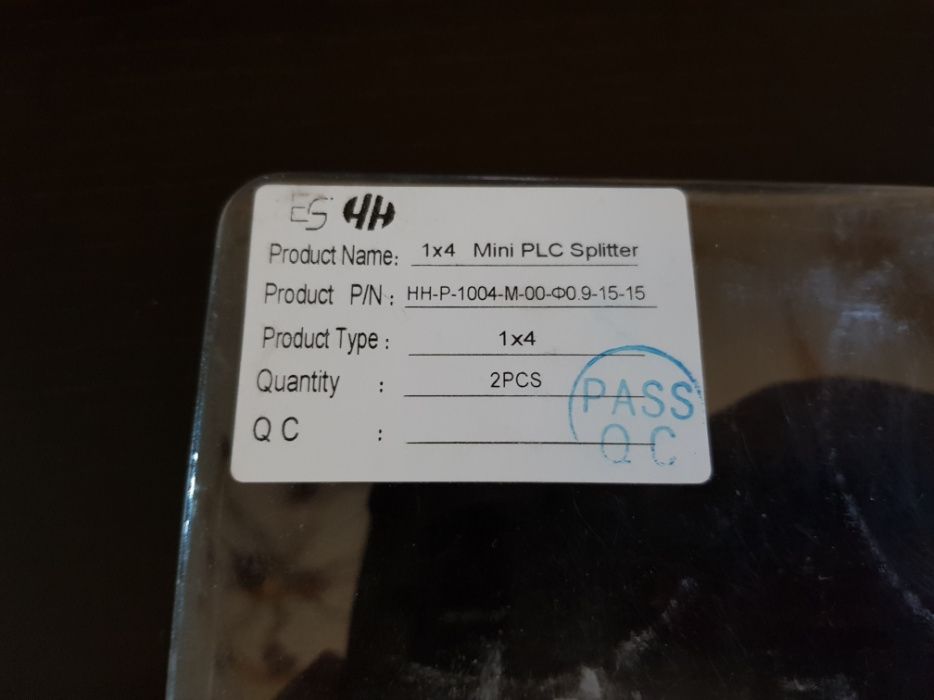 ES HH
Product Name: 1x4 Mini PLC Splitter
Product P/N: HH-P-1004-M-00-Φ0.9-15-15
Product Type: 1x4
Quantity : 2PCS
QC :
PASS
QC